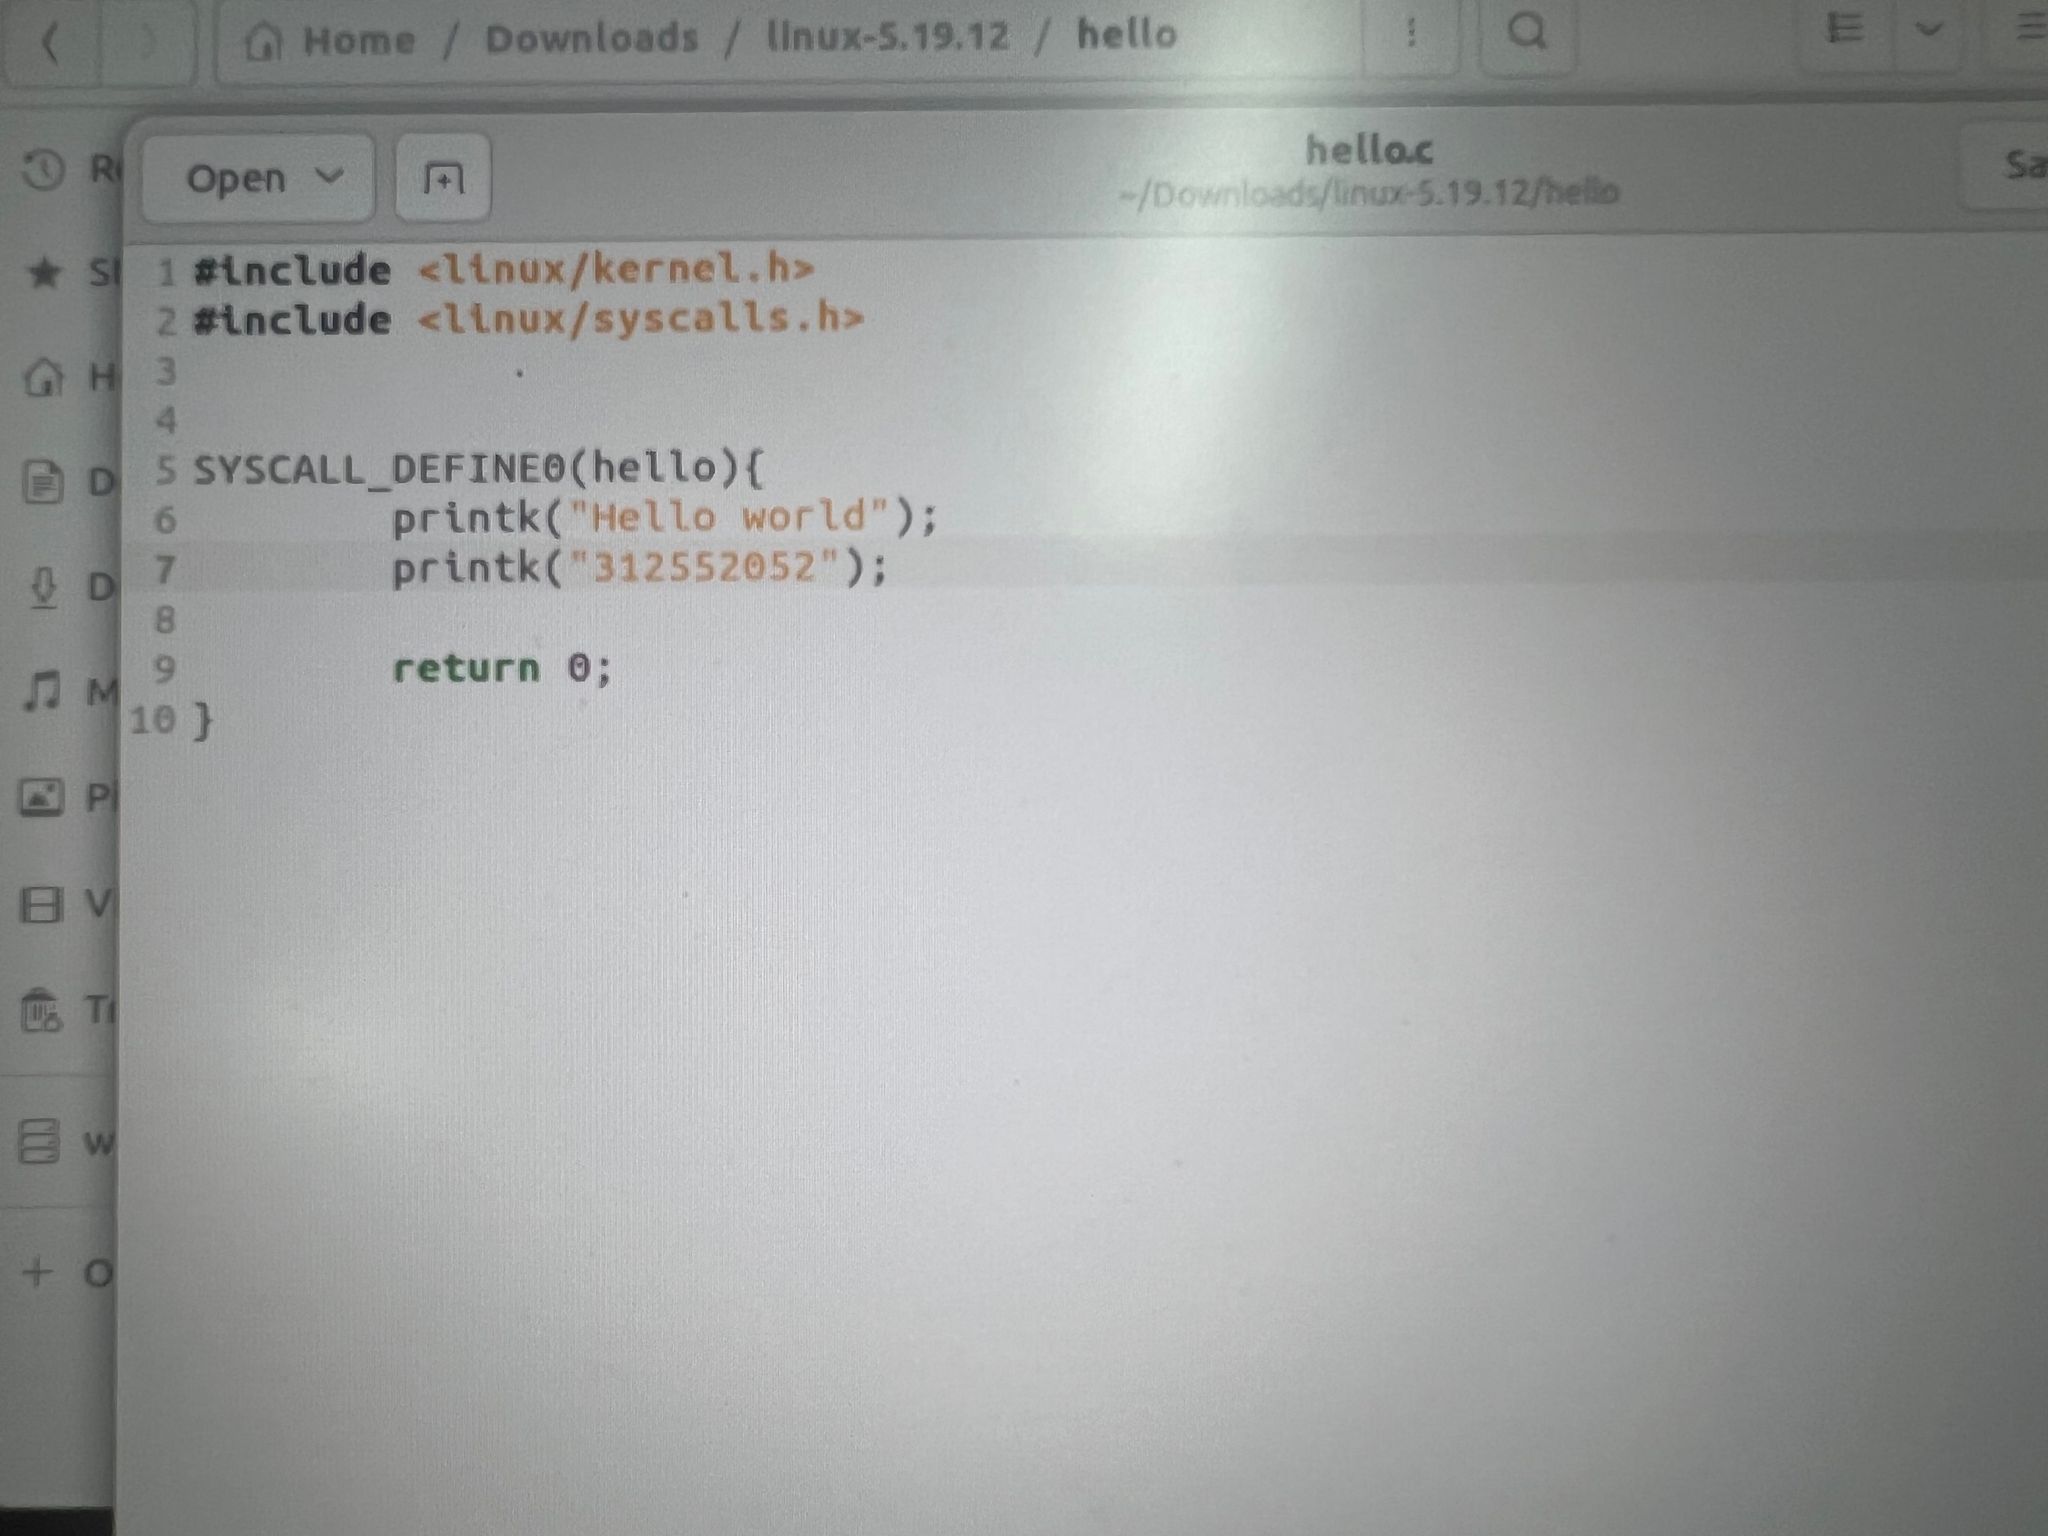 Home / Downloads / linux-5.19.12 / hello
Open
hello.c
~/Downloads/linux-5.19.12/hello
Sa
R
S
H
D
D
M
P
V
Tr
W
O
1 #include <linux/kernel.h>
2 #include <linux/syscalls.h>
3
4
5 SYSCALL_DEFINE0(hello){
6 printk("Hello world");
7 printk("312552052");
8
9 return 0;
10 }